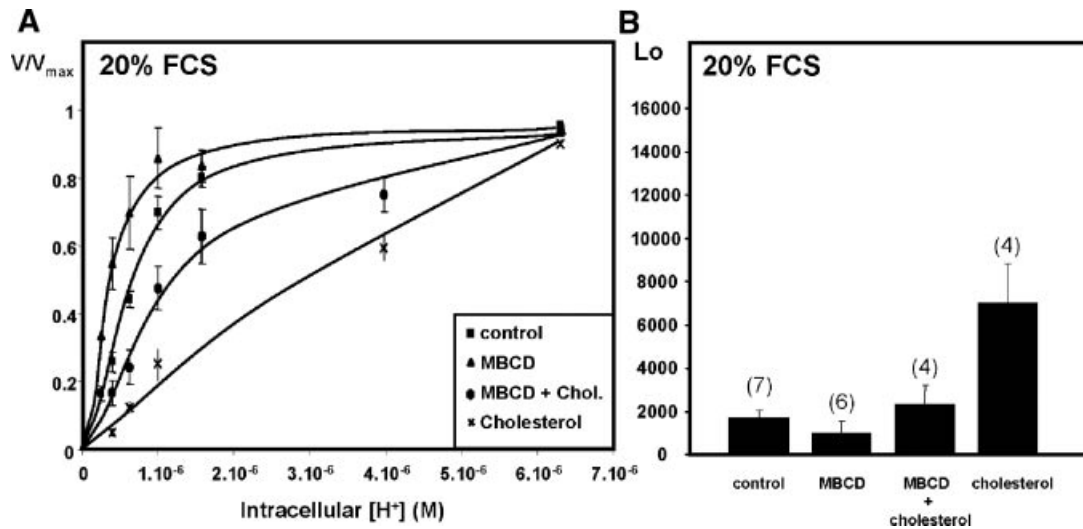 A
V/Vmax
20% FCS
1
0.8
0.6
0.4
0.2
0
control
MBCD
MBCD + Chol.
Cholesterol
0 1.10-6 2.10-6 3.10-6 4.10-6 5.10-6 6.10-6 7.10-6
Intracellular [H+] (M)
B
Lo
20% FCS
16000
14000
12000
10000
8000
6000
4000
2000
0
(7)
(6)
(4)
(4)
control
MBCD
MBCD
+
cholesterol
cholesterol